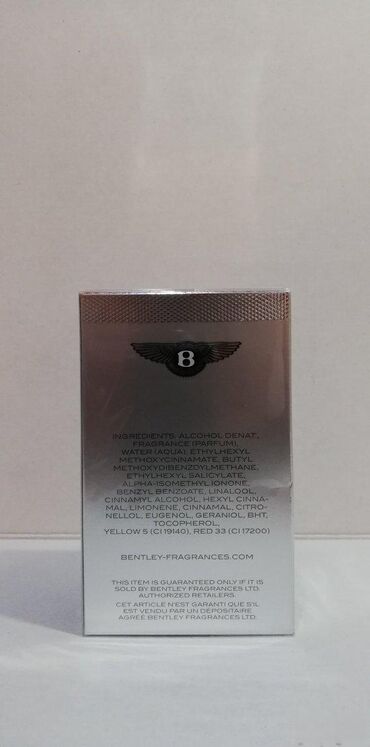 B
INGREDIENTS: ALCOHOL DENAT.,
FRAGRANCE (PARFUM),
WATER (AQUA), ETHYLHEXYL
METHOXYCINNAMATE, BUTYL
METHOXYDIBENZOYLMETHANE,
ETHYLHEXYL SALICYLATE,
ALPHA-ISOMETHYL IONONE,
BENZYL BENZOATE, LINALOOL,
CINNAMYL ALCOHOL, HEXYL CINNA-
MAL, LIMONENE, CINNAMAL, CITRO-
NELLOL, EUGENOL, GERANIOL, BHT,
TOCOPHEROL,
YELLOW 5 (CI 19140), RED 33 (CI 17200)
BENTLEY-FRAGRANCES.COM
THIS ITEM IS GUARANTEED ONLY IF IT IS
SOLD BY BENTLEY FRAGRANCES LTD.
AUTHORIZED RETAILERS.
CET ARTICLE N'EST GARANTI QUE S'IL
EST VENDU PAR UN DÉPOSITAIRE
AGRÉÉ BENTLEY FRAGRANCES LTD.